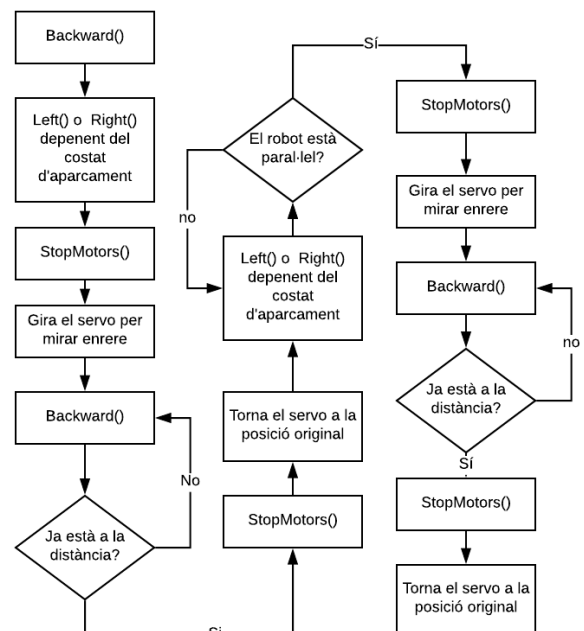 Backward()
Left() o Right()
depenent del
costat
d'aparcament
StopMotors()
Gira el servo per
mirar enrere
Backward()
No
Ja està a la
distància?
Si
StopMotors()
Torna el servo a la
posició original
Left() o Right()
depenent del
costat
d'aparcament
no
El robot està
paral·lel?
Sí
StopMotors()
Gira el servo per
mirar enrere
Backward()
no
Ja està a la
distància?
Sí
StopMotors()
Torna el servo a la
posició original